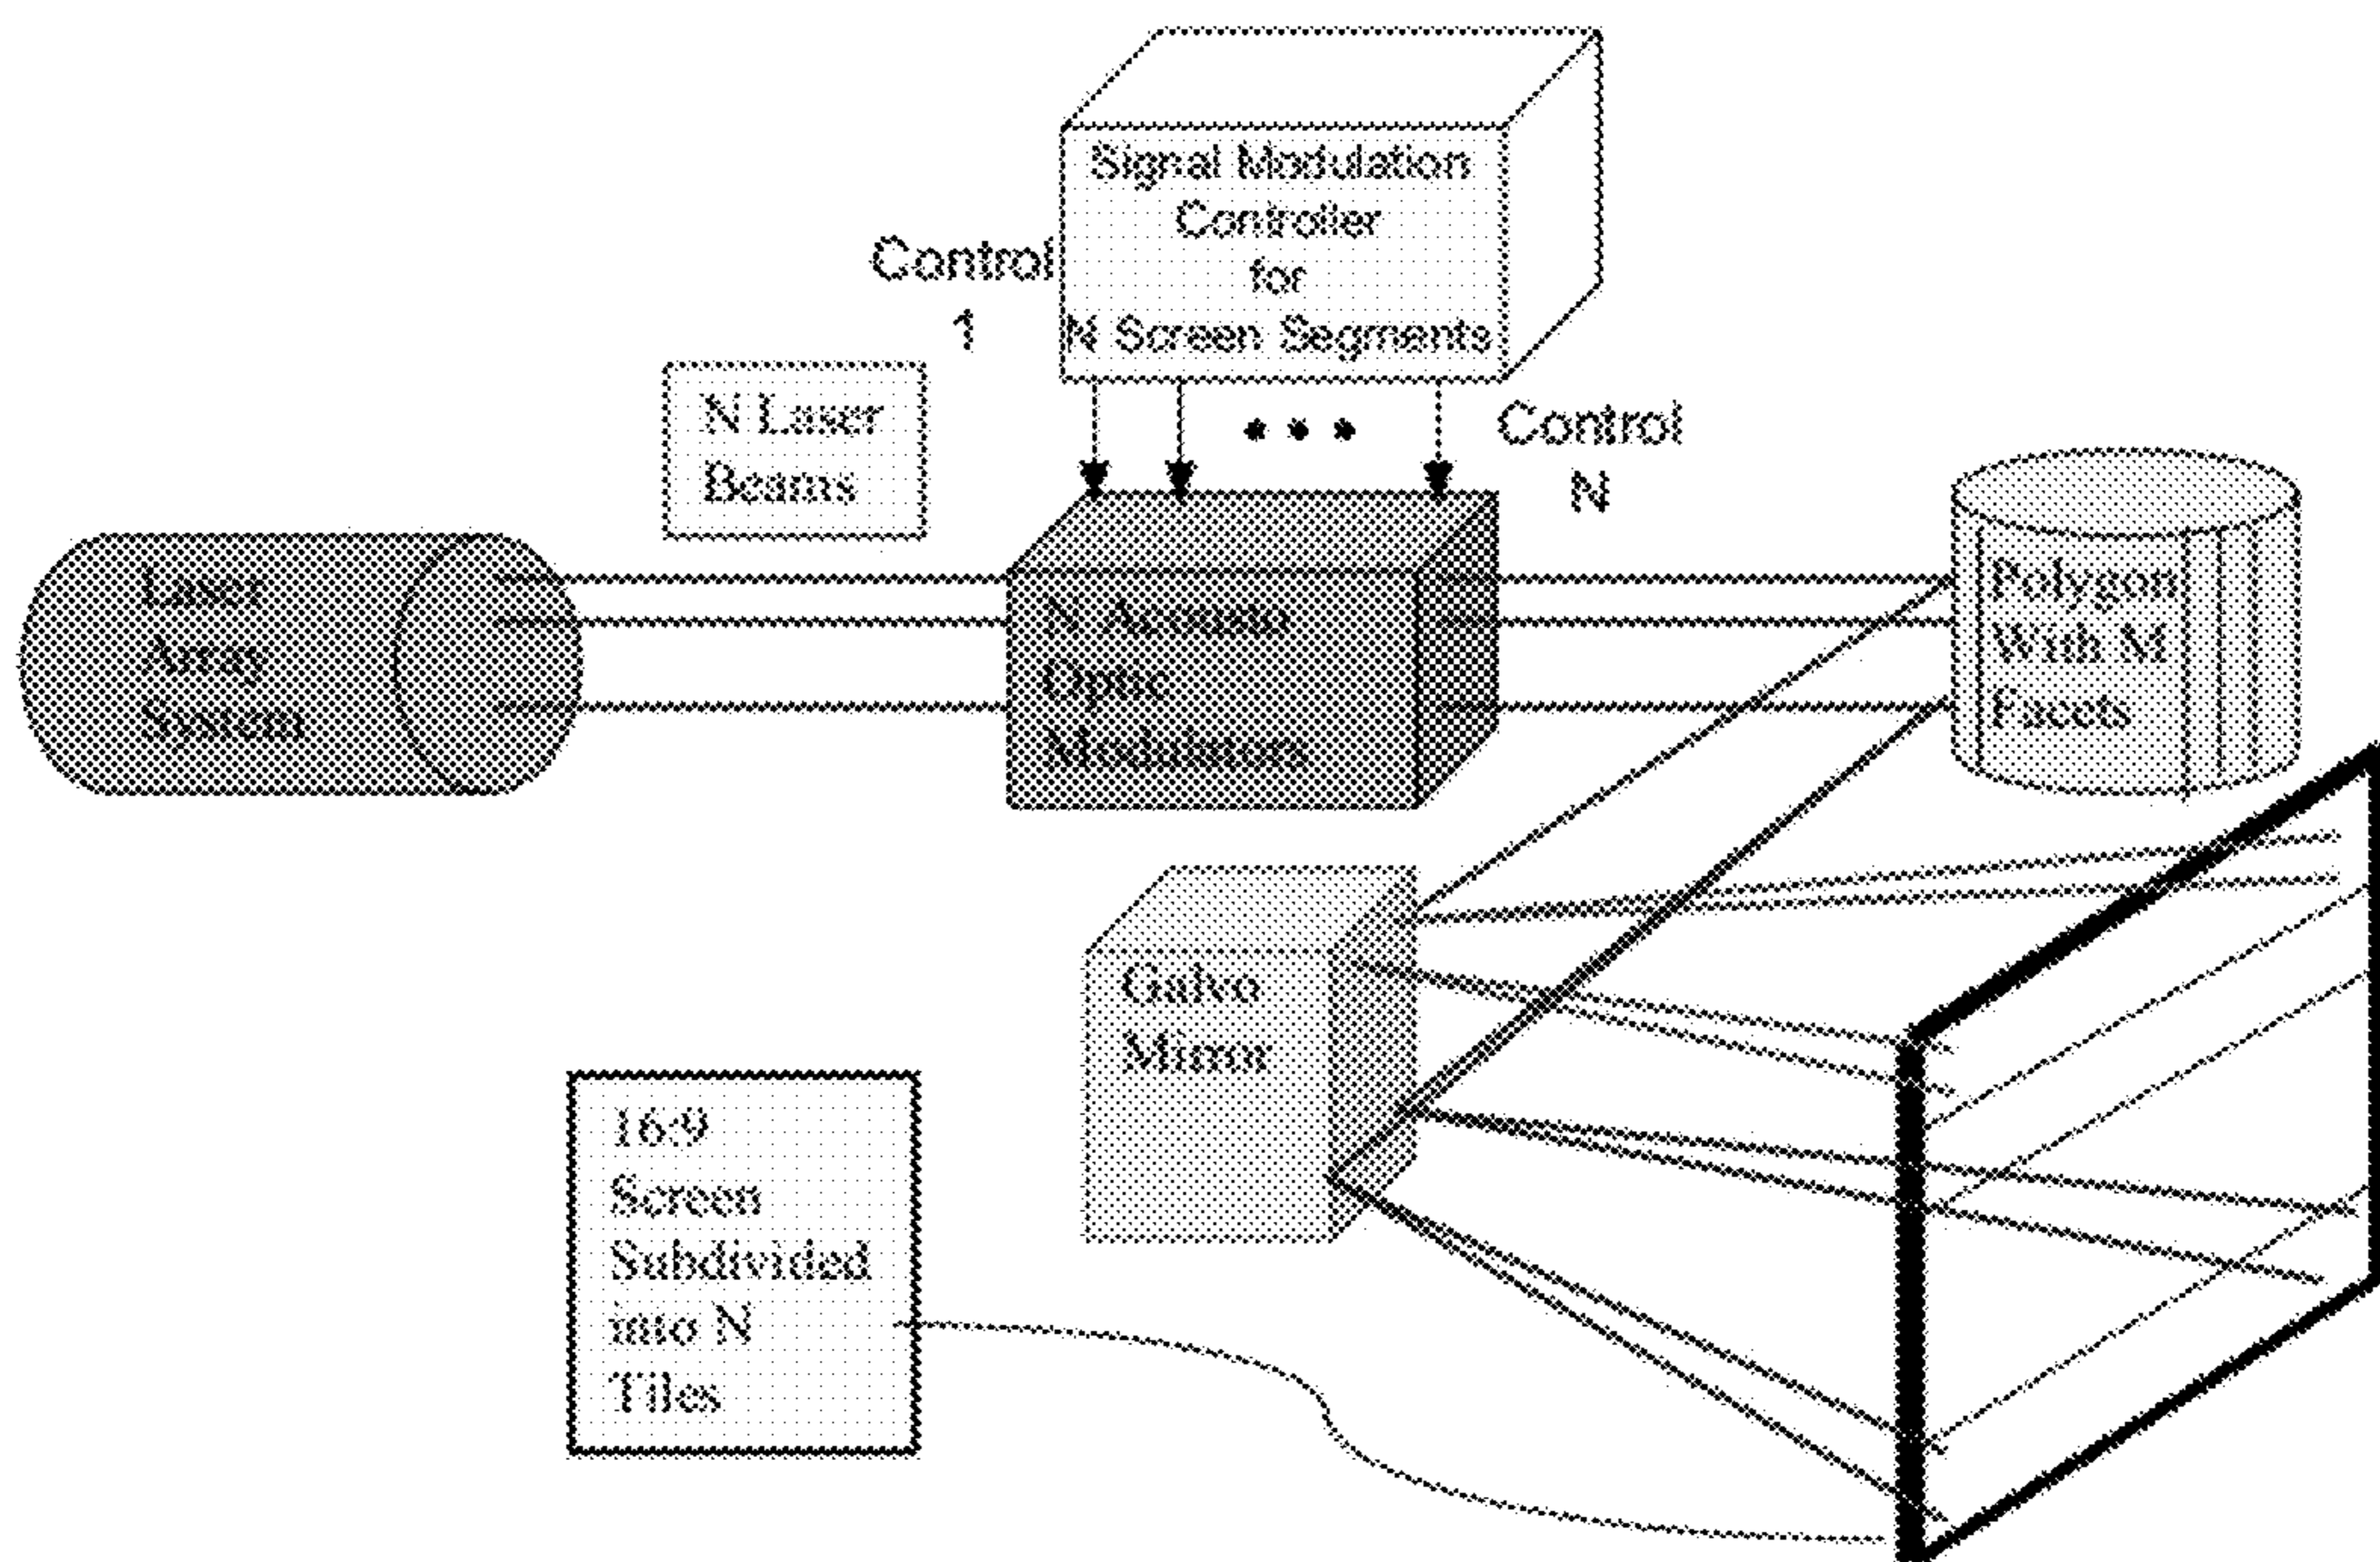 Signal Modulation
Controller
for
N Screen Segments
Control
1
N Laser
Beams
Control
N
Laser
Array
System
N Acousto
Optic
Modulators
Polygon
With M
Facets
Galvo
Mirror
16:9
Screen
Subdivided
into N
Tiles